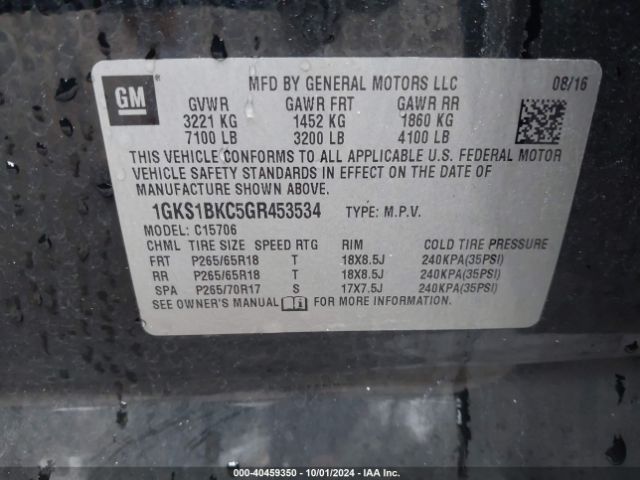 GM ®
MFD BY GENERAL MOTORS LLC 08/16
GVWR GAWR FRT GAWR RR
3221 KG 1452 KG 1860 KG
7100 LB 3200 LB 4100 LB
THIS VEHICLE CONFORMS TO ALL APPLICABLE U.S. FEDERAL MOTOR
VEHICLE SAFETY STANDARDS IN EFFECT ON THE DATE OF
MANUFACTURE SHOWN ABOVE.
1GKS1BKC5GR453534 TYPE: M.P.V.
MODEL: C15706
CHML TIRE SIZE SPEED RTG RIM COLD TIRE PRESSURE
FRT P265/65R18 T 18X8.5J 240KPA(35PSI)
RR P265/65R18 T 18X8.5J 240KPA(35PSI)
SPA P265/70R17 S 17X7.5J 240KPA(35PSI)
SEE OWNER'S MANUAL FOR MORE INFORMATION.
OWNER: 000-40459350 | 10/01/2024 - IAA Inc.